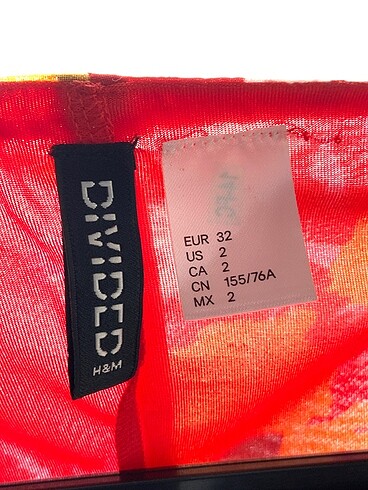 DIVIDED
H&M
EUR 32
US 2
CA 2
CN 155/76A
MX 2